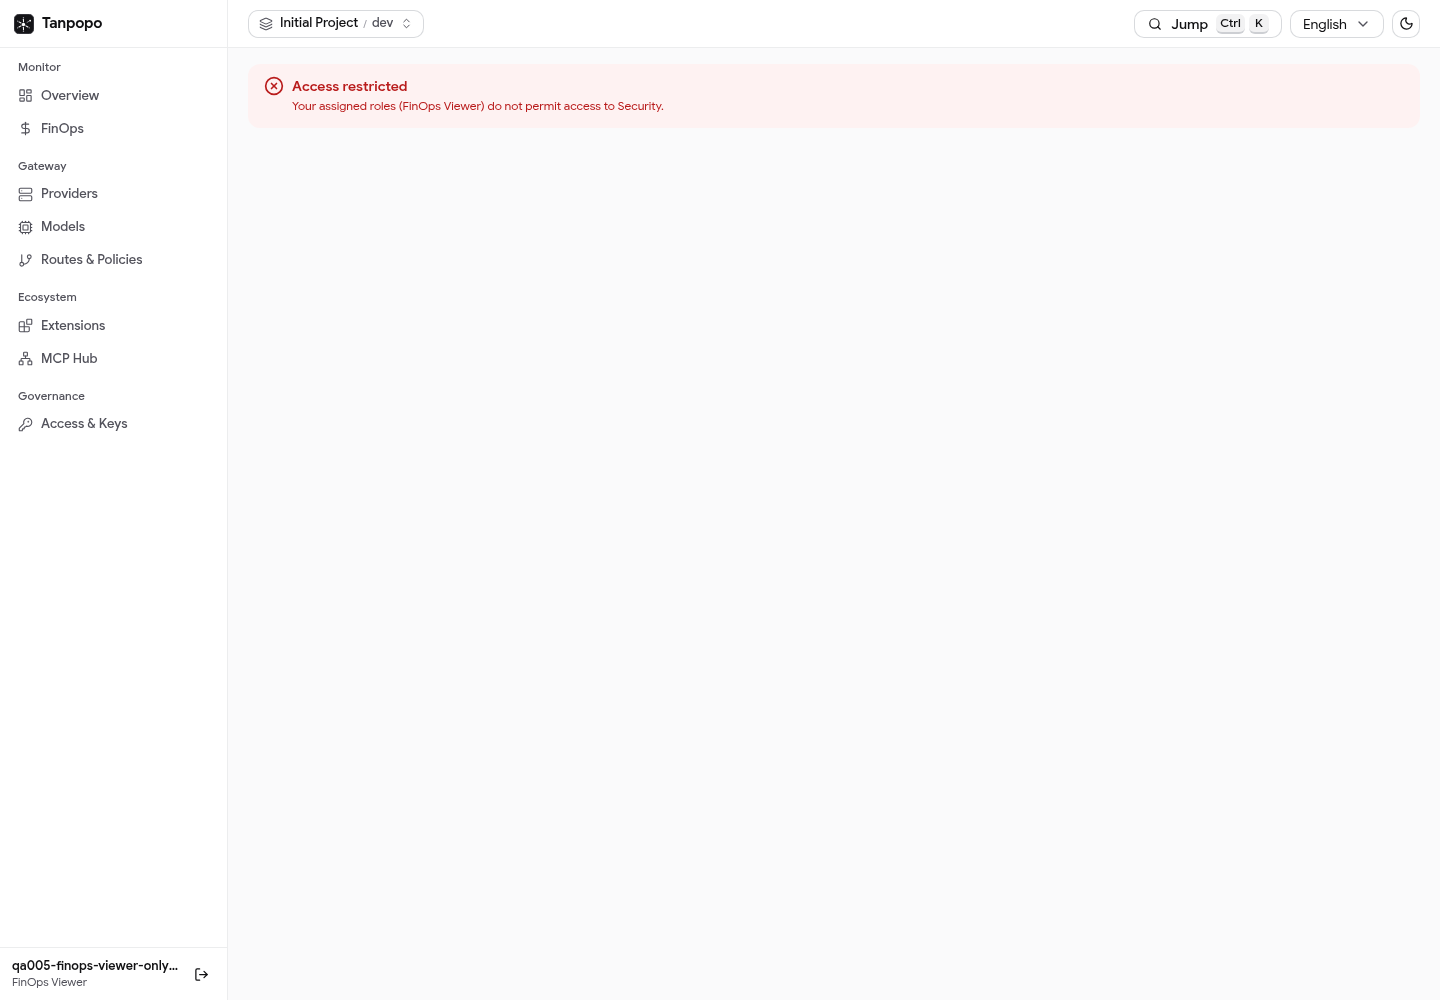 Tanpopo
Initial Project / dev
Jump Ctrl K
English
Monitor
Overview
FinOps
Gateway
Providers
Models
Routes & Policies
Ecosystem
Extensions
MCP Hub
Governance
Access & Keys
Access restricted
Your assigned roles (FinOps Viewer) do not permit access to Security.
qa005-finops-viewer-only...
FinOps Viewer